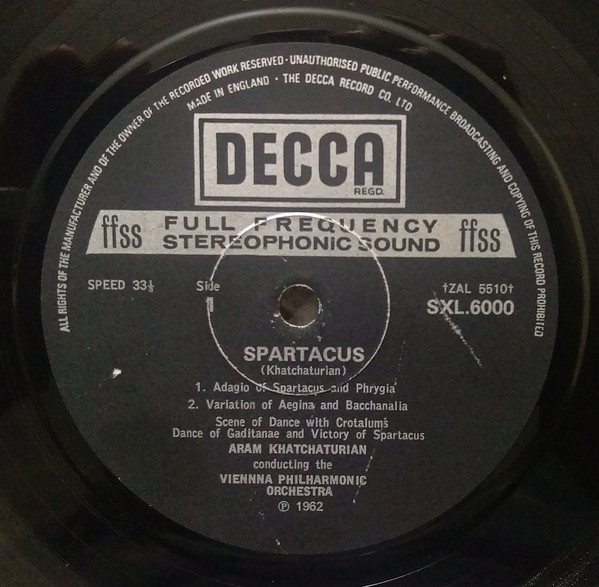 ALL RIGHTS OF THE MANUFACTURER AND OF THE OWNER OF THE RECORDED WORK RESERVED · UNAUTHORISED PUBLIC PERFORMANCE BROADCASTING AND COPYING OF THIS RECORD PROHIBITED
MADE IN ENGLAND · THE DECCA RECORD CO. LTD
DECCA
REGD.
ffss FULL FREQUENCY STEREOPHONIC SOUND ffss
SPEED 33⅓ Side 1 †ZAL 5510†
SXL.6000
SPARTACUS
(Khatchaturian)
1. Adagio of Spartacus and Phrygia
2. Variation of Aegina and Bacchanalia
Scene of Dance with Crotalums
Dance of Gaditanae and Victory of Spartacus
ARAM KHATCHATURIAN
conducting the
VIENNNA PHILHARMONIC
ORCHESTRA
℗ 1962